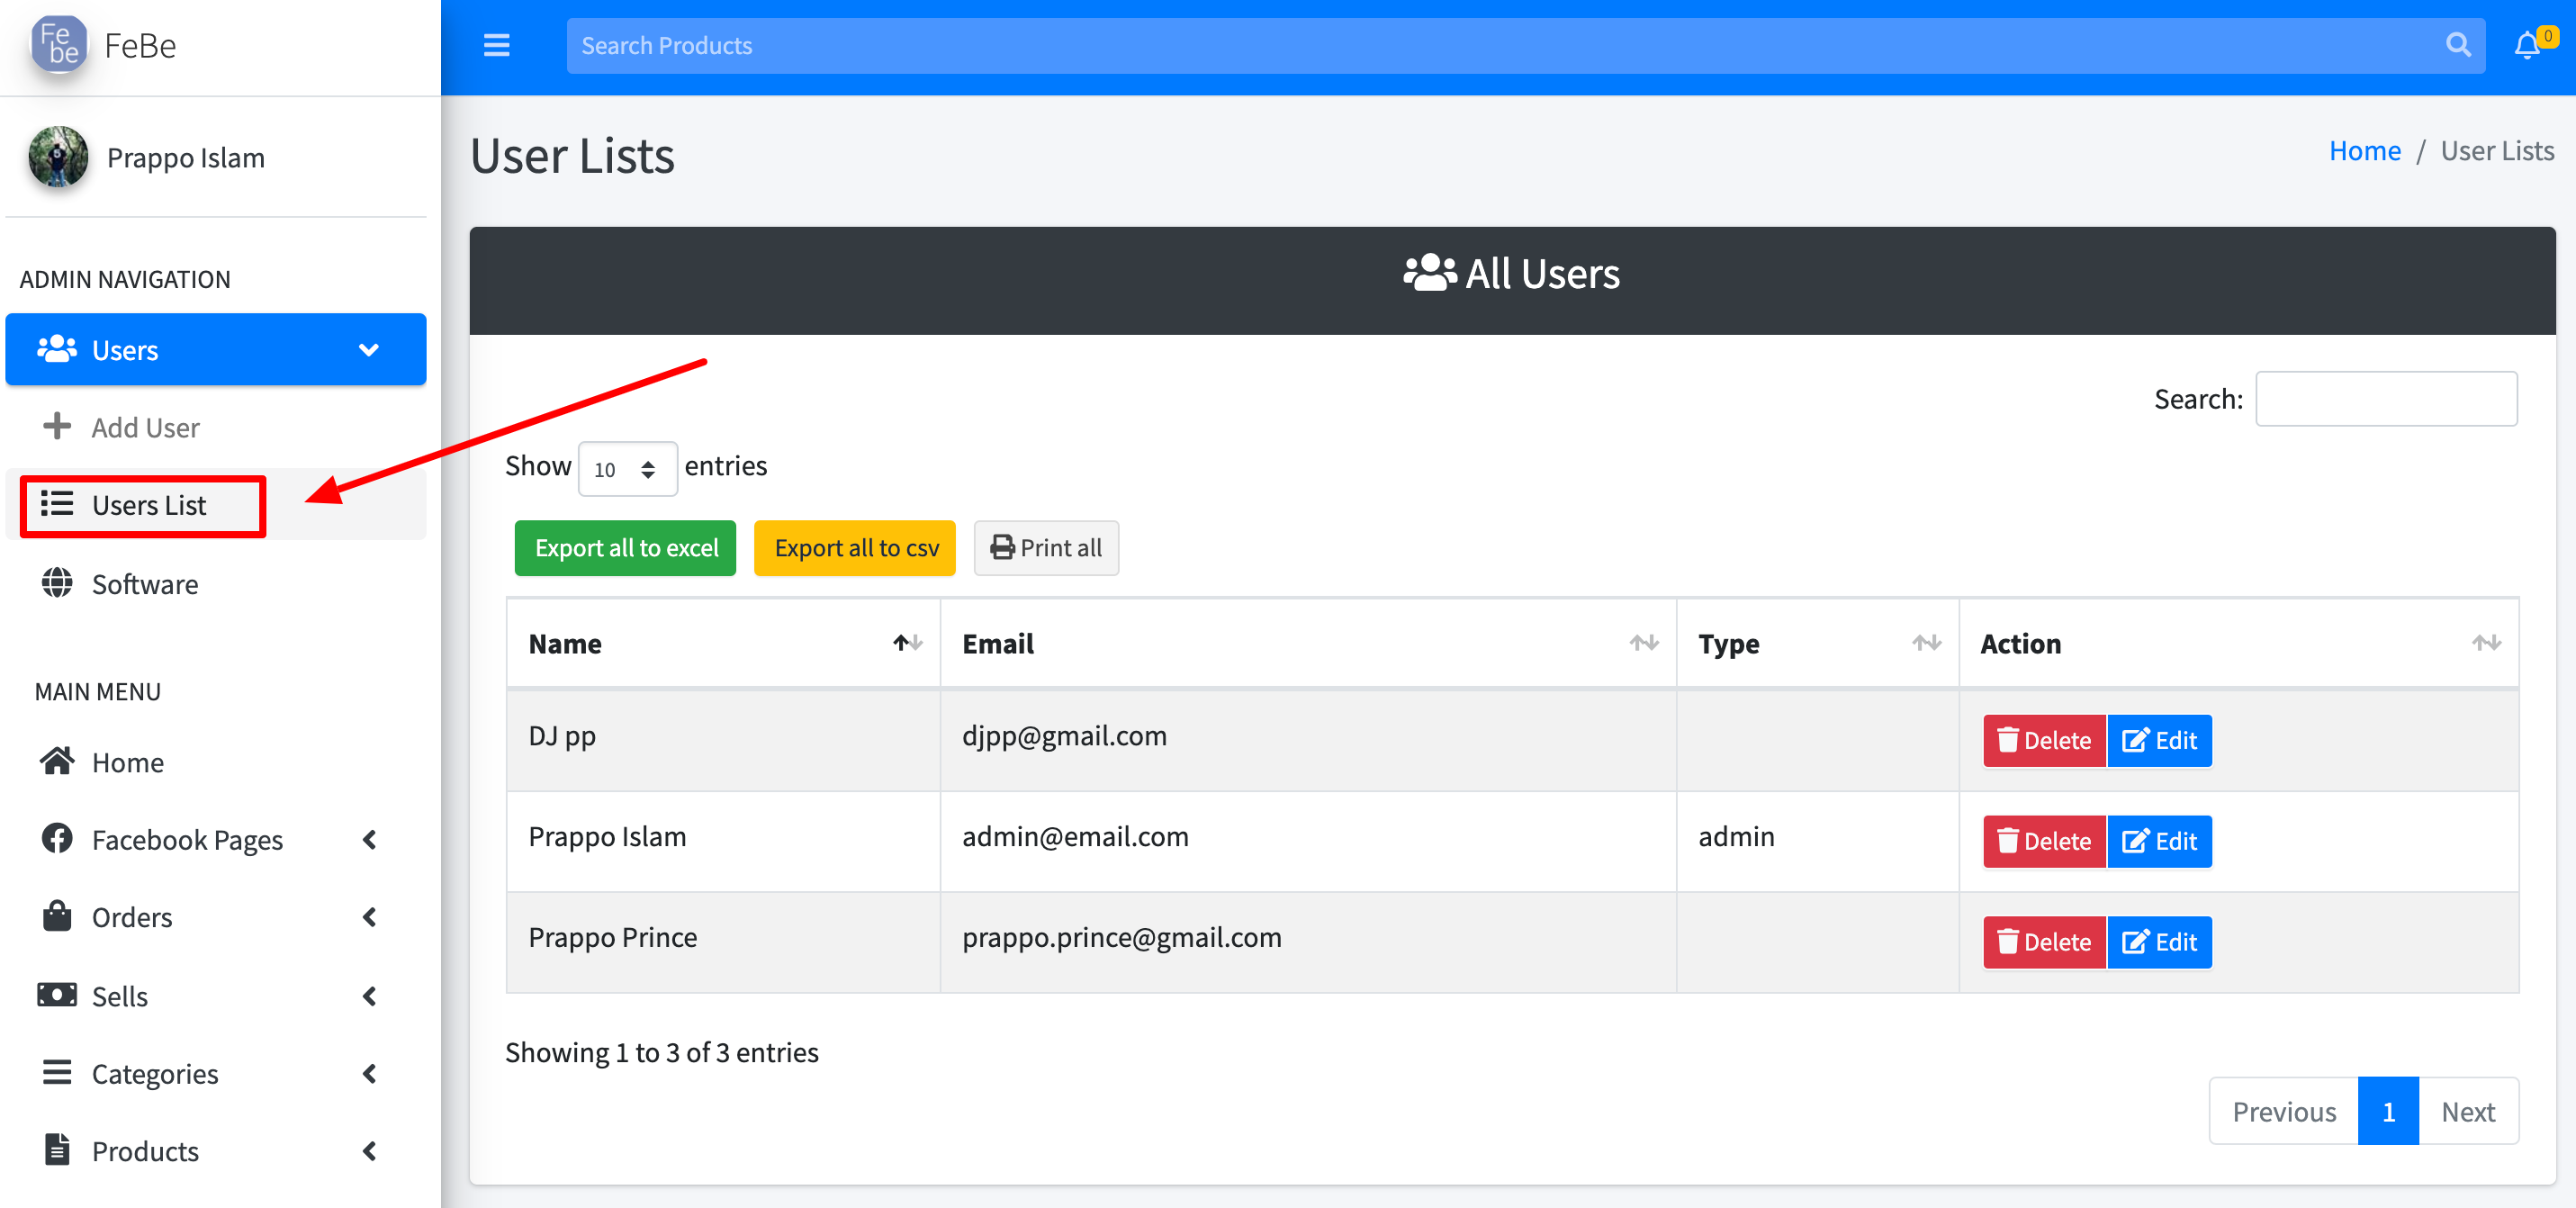 Fe
be
FeBe
Search Products
0
Prappo Islam
User Lists
Home / User Lists
ADMIN NAVIGATION
Users
Add User
Users List
Software
MAIN MENU
Home
Facebook Pages
Orders
Sells
Categories
Products
All Users
Search:
Show 10 entries
Export all to excel
Export all to csv
Print all
Name Email Type Action
DJ pp djpp@gmail.com Delete Edit
Prappo Islam admin@email.com admin Delete Edit
Prappo Prince prappo.prince@gmail.com Delete Edit
Showing 1 to 3 of 3 entries
Previous 1 Next